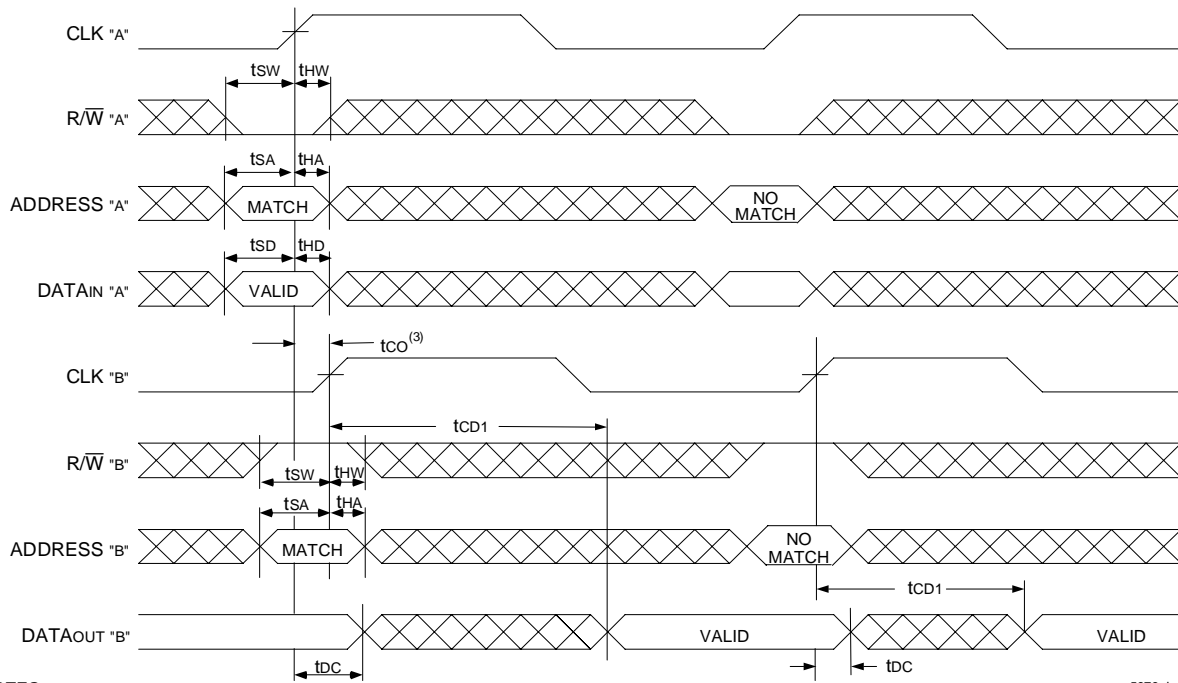 CLK "A"
tSW tHW
R/W̅ "A"
tSA tHA
ADDRESS "A" MATCH NO MATCH
tSD tHD
DATAIN "A" VALID
tCO(3)
CLK "B"
tCD1
R/W̅ "B"
tSW tHW
tSA tHA
ADDRESS "B" MATCH NO MATCH
tCD1
DATAOUT "B" VALID VALID
tDC tDC